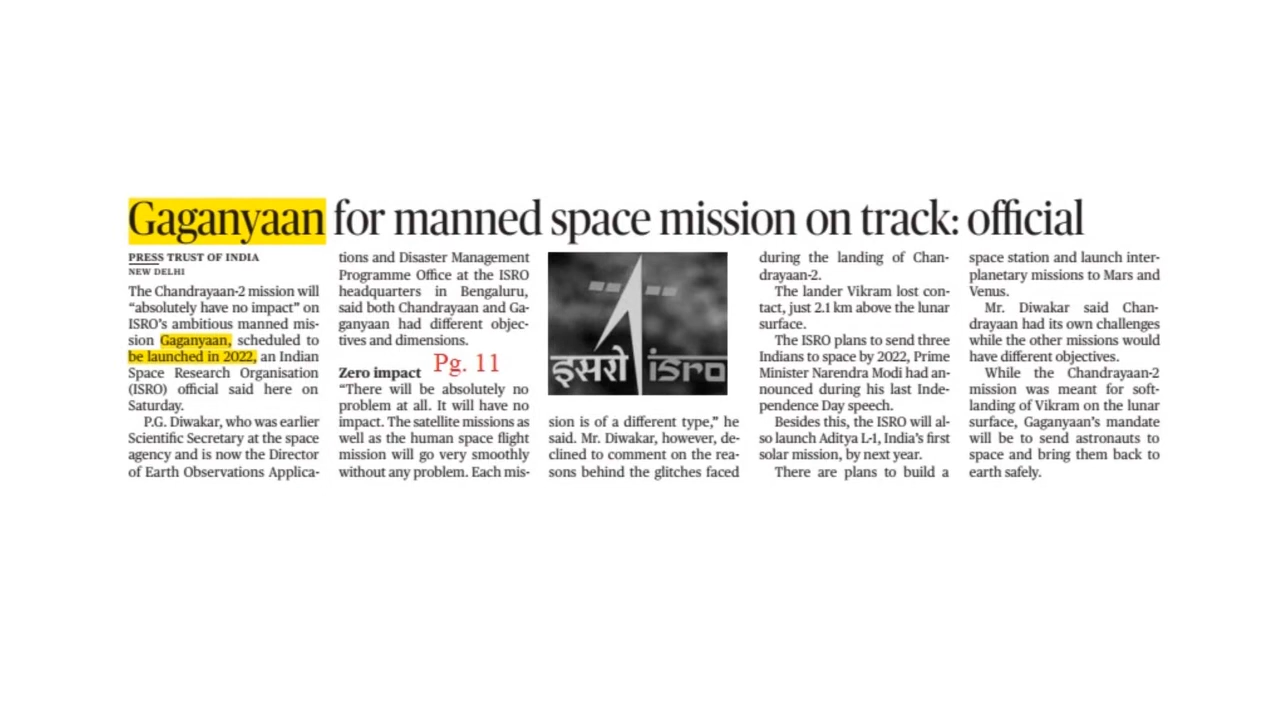 Gaganyaan for manned space mission on track: official
PRESS TRUST OF INDIA
NEW DELHI
The Chandrayaan-2 mission will
“absolutely have no impact” on
ISRO’s ambitious manned mis-
sion Gaganyaan, scheduled to
be launched in 2022, an Indian
Space Research Organisation
(ISRO) official said here on
Saturday.
P.G. Diwakar, who was earlier
Scientific Secretary at the space
agency and is now the Director
of Earth Observations Applica-
tions and Disaster Management
Programme Office at the ISRO
headquarters in Bengaluru,
said both Chandrayaan and Ga-
ganyaan had different objec-
tives and dimensions.
Pg. 11
Zero impact
“There will be absolutely no
problem at all. It will have no
impact. The satellite missions as
well as the human space flight
mission will go very smoothly
without any problem. Each mis-
इसरो isro
sion is of a different type,” he
said. Mr. Diwakar, however, de-
clined to comment on the rea-
sons behind the glitches faced
during the landing of Chan-
drayaan-2.
The lander Vikram lost con-
tact, just 2.1 km above the lunar
surface.
The ISRO plans to send three
Indians to space by 2022, Prime
Minister Narendra Modi had an-
nounced during his last Inde-
pendence Day speech.
Besides this, the ISRO will al-
so launch Aditya L-1, India’s first
solar mission, by next year.
There are plans to build a
space station and launch inter-
planetary missions to Mars and
Venus.
Mr. Diwakar said Chan-
drayaan had its own challenges
while the other missions would
have different objectives.
While the Chandrayaan-2
mission was meant for soft-
landing of Vikram on the lunar
surface, Gaganyaan’s mandate
will be to send astronauts to
space and bring them back to
earth safely.